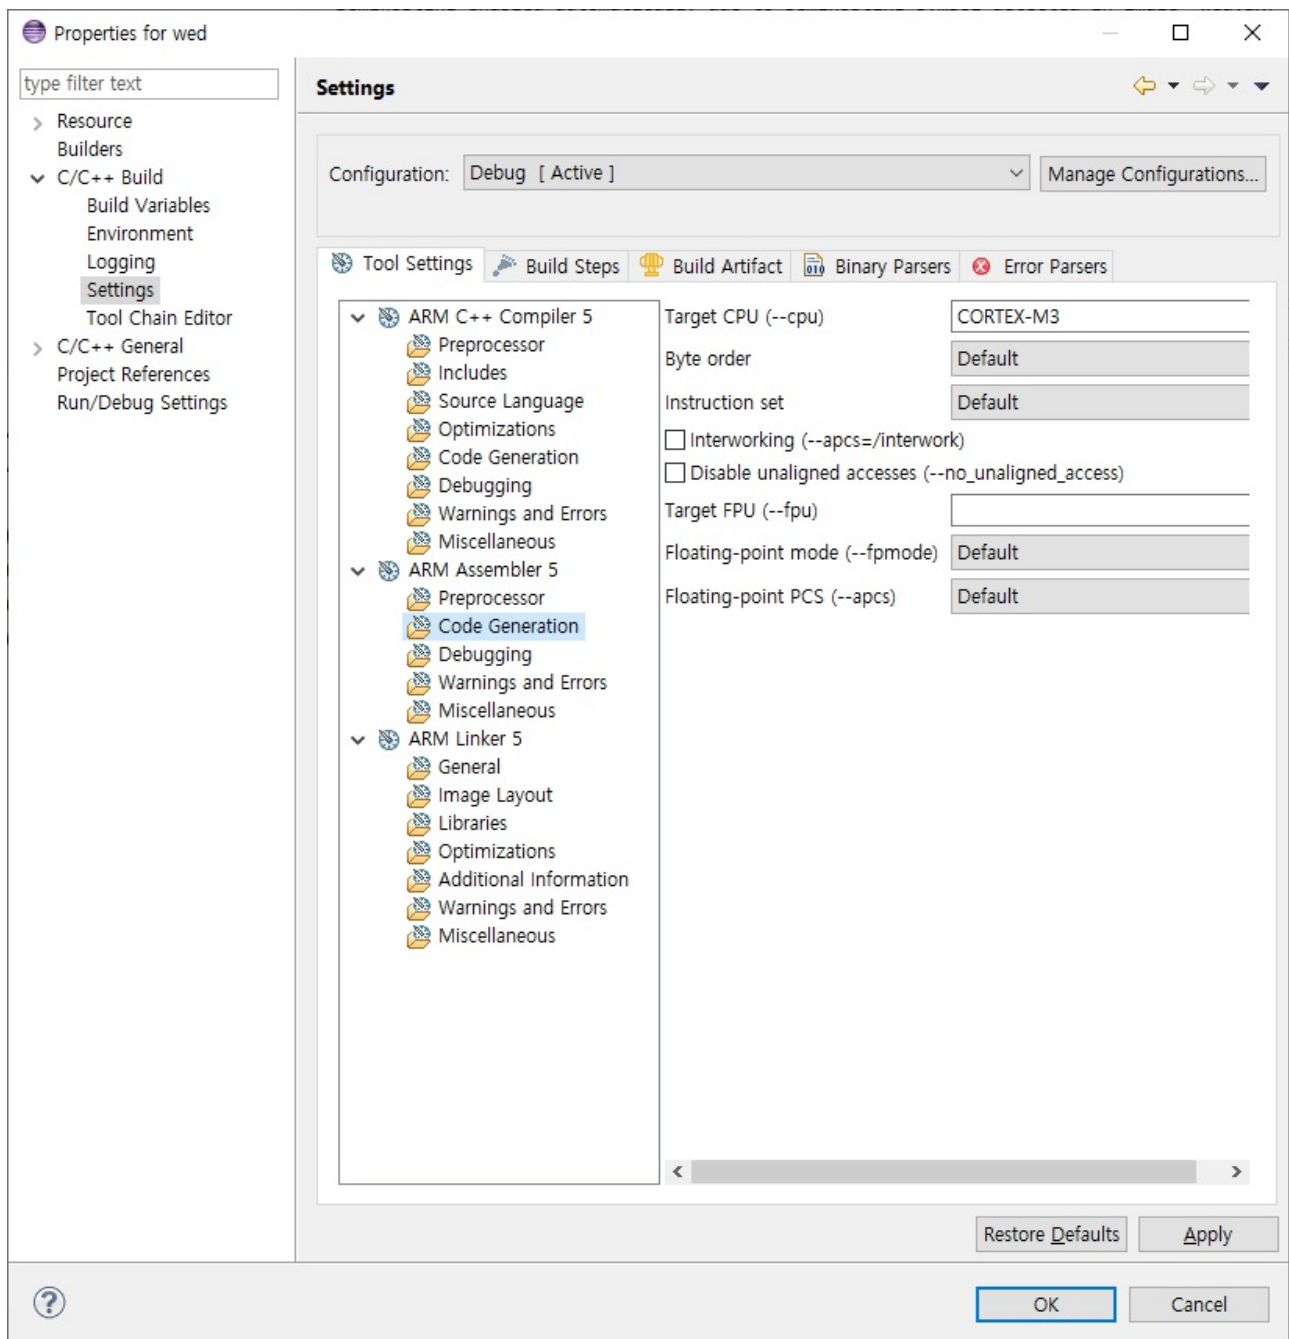 Properties for wed
type filter text
Resource
Builders
C/C++ Build
Build Variables
Environment
Logging
Settings
Tool Chain Editor
C/C++ General
Project References
Run/Debug Settings
Settings
Configuration: Debug [ Active ] Manage Configurations...
Tool Settings Build Steps Build Artifact Binary Parsers Error Parsers
ARM C++ Compiler 5
Preprocessor
Includes
Source Language
Optimizations
Code Generation
Debugging
Warnings and Errors
Miscellaneous
ARM Assembler 5
Preprocessor
Code Generation
Debugging
Warnings and Errors
Miscellaneous
ARM Linker 5
General
Image Layout
Libraries
Optimizations
Additional Information
Warnings and Errors
Miscellaneous
Target CPU (--cpu) CORTEX-M3
Byte order Default
Instruction set Default
Interworking (--apcs=/interwork)
Disable unaligned accesses (--no_unaligned_access)
Target FPU (--fpu)
Floating-point mode (--fpmode) Default
Floating-point PCS (--apcs) Default
Restore Defaults Apply
OK Cancel